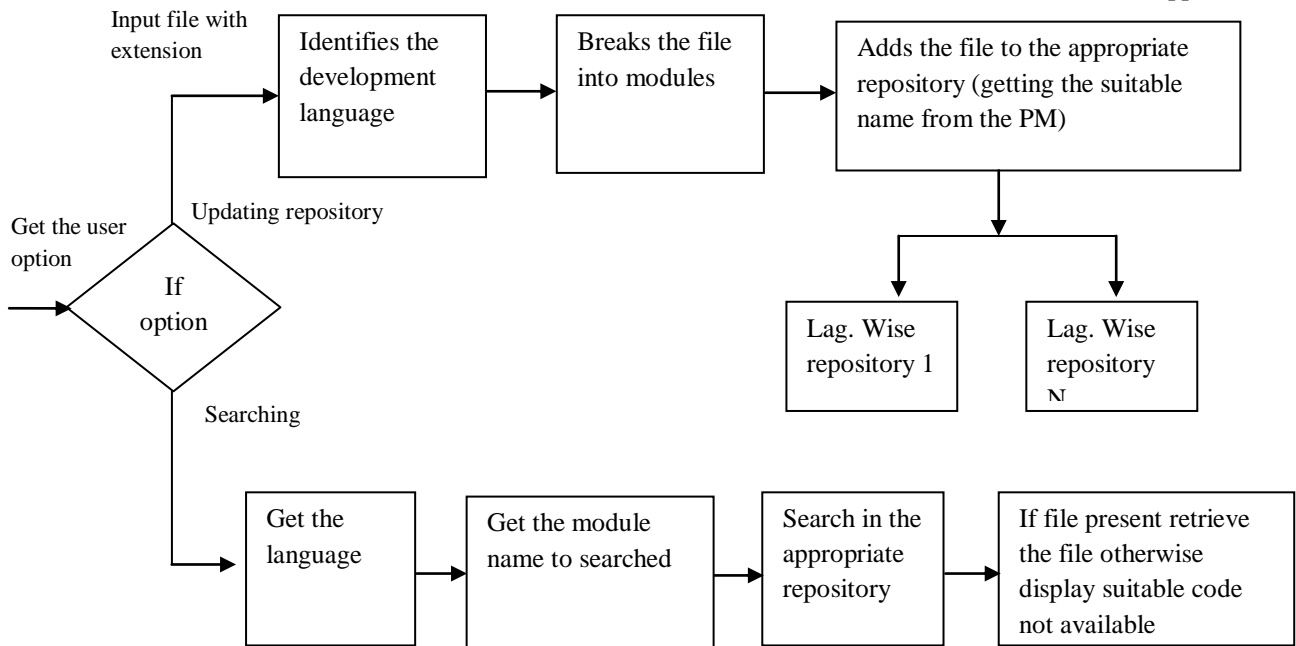 Input file with
extension
Identifies the
development
language
Breaks the file
into modules
Adds the file to the appropriate
repository (getting the suitable
name from the PM)
Get the user
option
Updating repository
If
option
Lag. Wise
repository 1
Lag. Wise
repository
N
Searching
Get the
language
Get the module
name to searched
Search in the
appropriate
repository
If file present retrieve
the file otherwise
display suitable code
not available